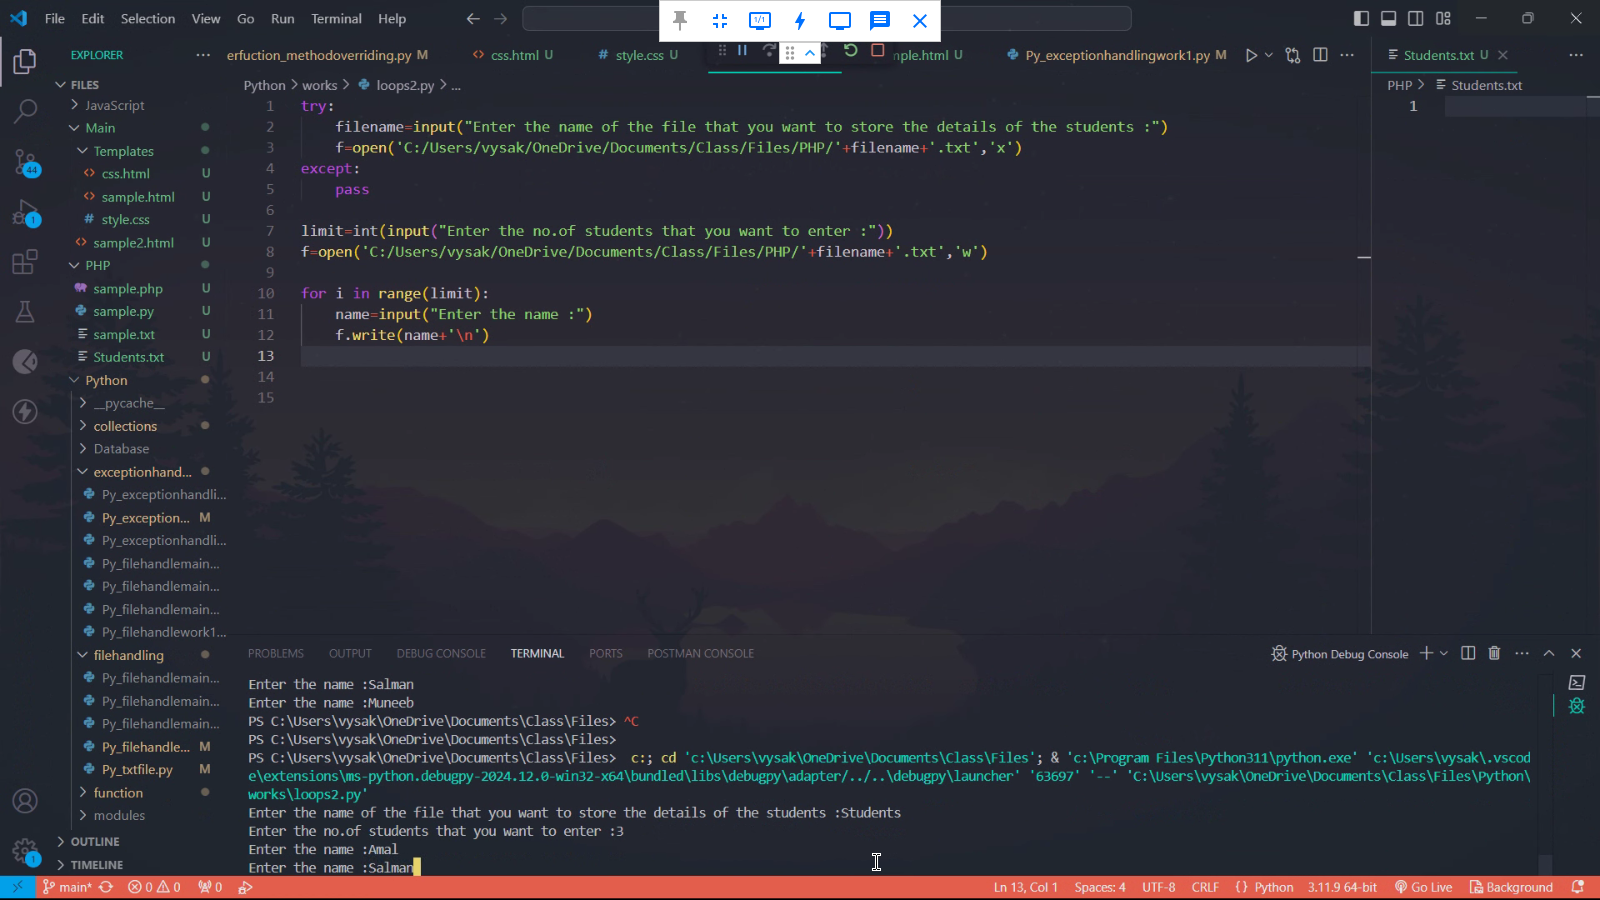 File Edit Selection View Go Run Terminal Help
1/1
EXPLORER
erfuction_methodoverriding.py M
css.html U
style.css U
nple.html U
Py_exceptionhandlingwork1.py M
Students.txt U
FILES
JavaScript
Main
Templates
css.html U
sample.html U
style.css U
sample2.html U
PHP
sample.php U
sample.py U
sample.txt U
Students.txt U
Python
__pycache__
collections
Database
exceptionhand...
Py_exceptionhandli...
Py_exception... M
Py_exceptionhandli...
Py_filehandlemain...
Py_filehandlemain...
Py_filehandlemain...
Py_filehandlework1...
filehandling
Py_filehandlemain...
Py_filehandlemain...
Py_filehandlemain...
Py_filehandle... M
Py_txtfile.py M
function
modules
OUTLINE
TIMELINE
44
1
1
Python > works > loops2.py > ...
1 try:
2 filename=input("Enter the name of the file that you want to store the details of the students :")
3 f=open('C:/Users/vysak/OneDrive/Documents/Class/Files/PHP/'+filename+'.txt','x')
4 except:
5 pass
6
7 limit=int(input("Enter the no.of students that you want to enter :"))
8 f=open('C:/Users/vysak/OneDrive/Documents/Class/Files/PHP/'+filename+'.txt','w')
9
10 for i in range(limit):
11 name=input("Enter the name :")
12 f.write(name+'\n')
13
14
15
PHP > Students.txt
1
PROBLEMS OUTPUT DEBUG CONSOLE TERMINAL PORTS POSTMAN CONSOLE
Python Debug Console
Enter the name :Salman
Enter the name :Muneeb
PS C:\Users\vysak\OneDrive\Documents\Class\Files> ^C
PS C:\Users\vysak\OneDrive\Documents\Class\Files>
PS C:\Users\vysak\OneDrive\Documents\Class\Files> c:; cd 'c:\Users\vysak\OneDrive\Documents\Class\Files'; & 'c:\Program Files\Python311\python.exe' 'c:\Users\vysak\.vscod
e\extensions\ms-python.debugpy-2024.12.0-win32-x64\bundled\libs\debugpy\adapter/../..\debugpy\launcher' '63697' '--' 'C:\Users\vysak\OneDrive\Documents\Class\Files\Python\
works\loops2.py'
Enter the name of the file that you want to store the details of the students :Students
Enter the no.of students that you want to enter :3
Enter the name :Amal
Enter the name :Salman
main* 0 0 0 Ln 13, Col 1 Spaces: 4 UTF-8 CRLF Python 3.11.9 64-bit Go Live Background